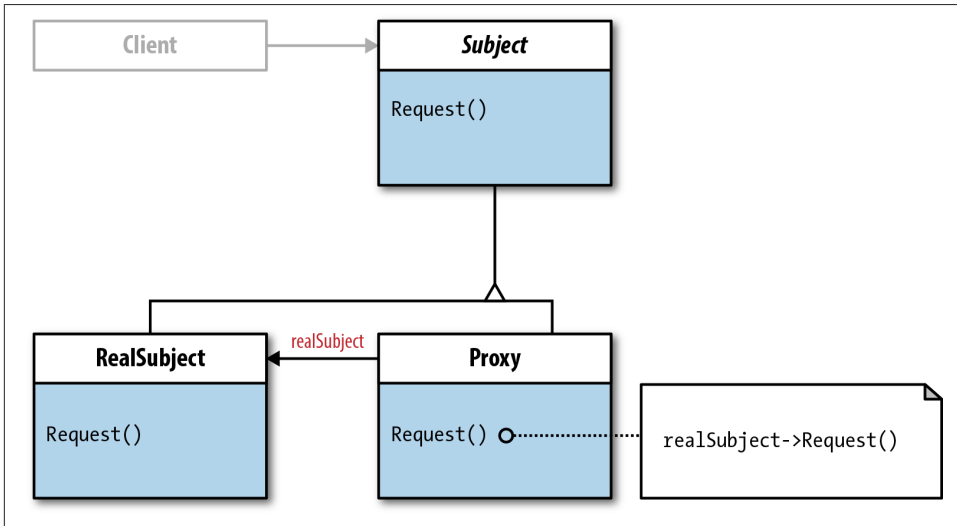 Client
Subject
Request()
realSubject
RealSubject
Proxy
Request()
Request()
realSubject->Request()